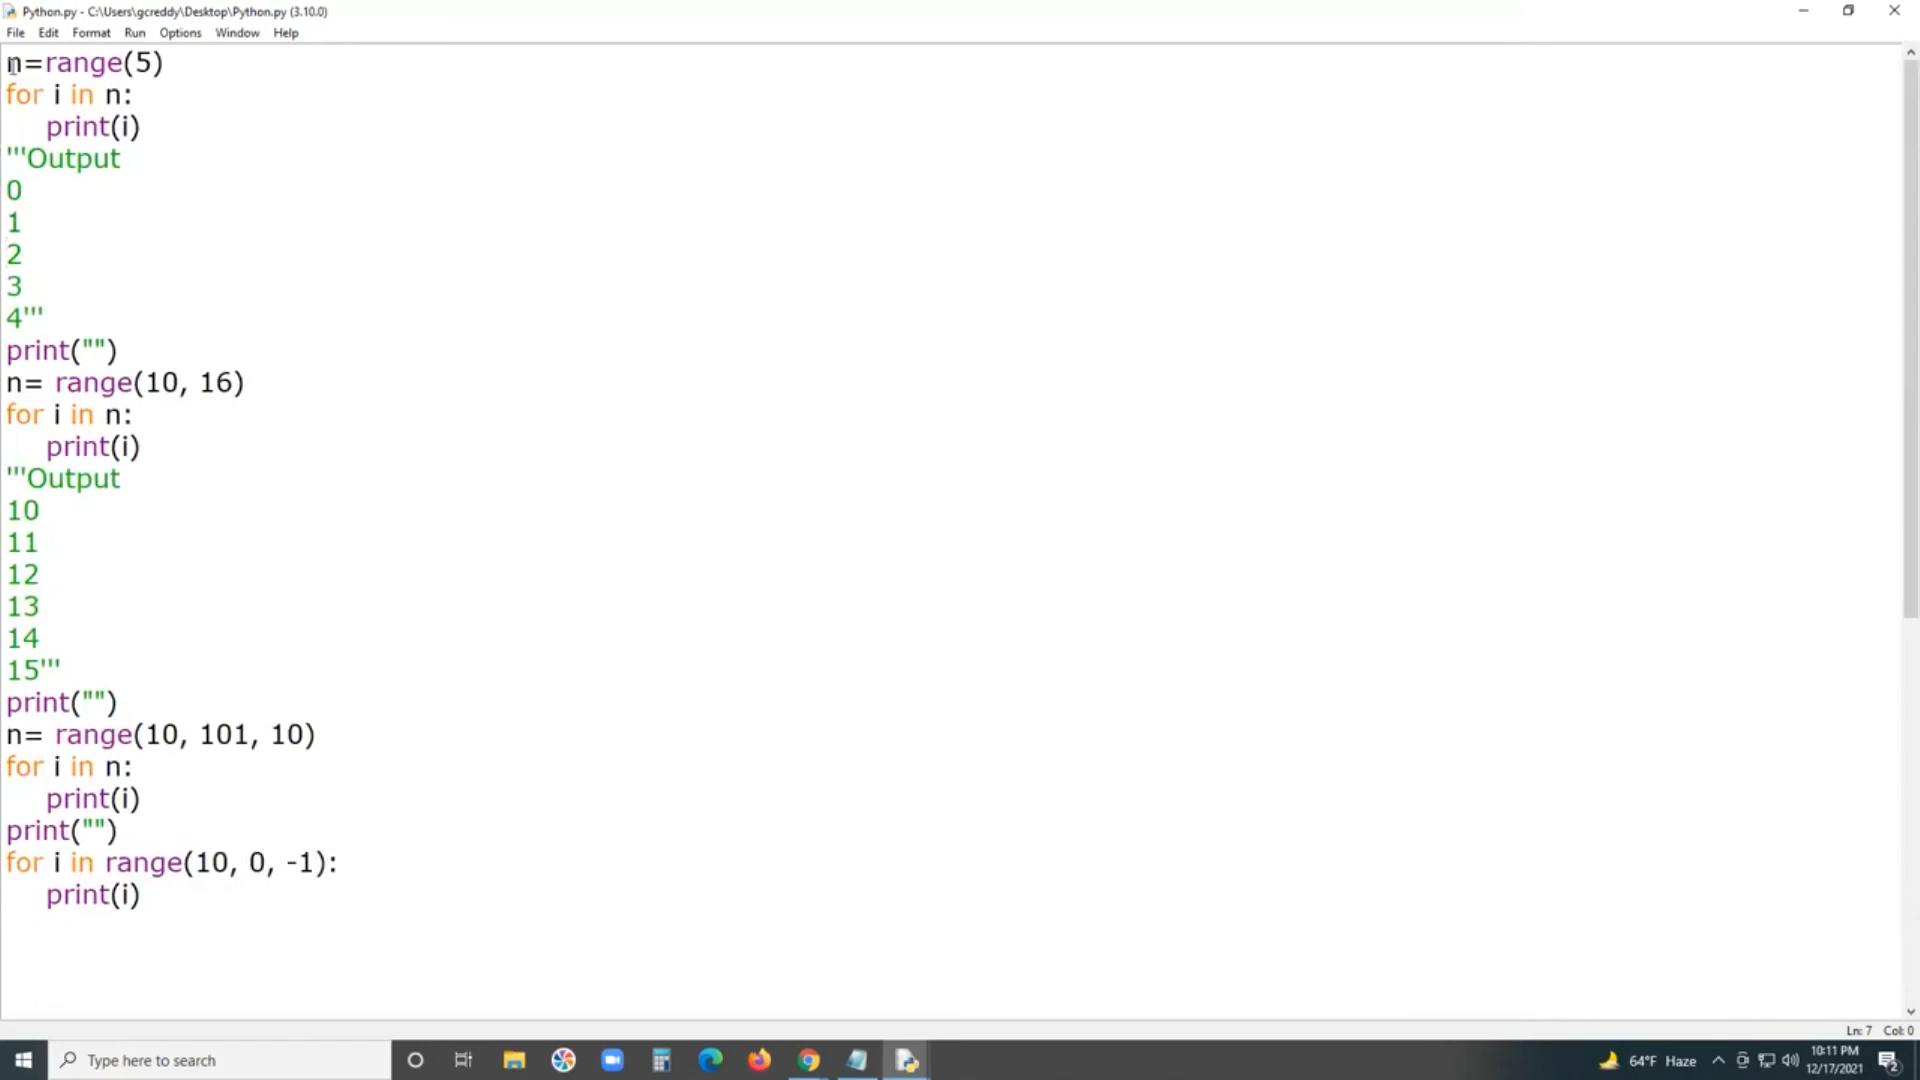 Python.py - C:\Users\gcreddy\Desktop\Python.py (3.10.0)
File Edit Format Run Options Window Help
n=range(5)
for i in n:
    print(i)
'''Output
0
1
2
3
4'''
print("")
n= range(10, 16)
for i in n:
    print(i)
'''Output
10
11
12
13
14
15'''
print("")
n= range(10, 101, 10)
for i in n:
    print(i)
print("")
for i in range(10, 0, -1):
    print(i)
Ln: 7 Col: 0
Type here to search
64°F Haze
10:11 PM
12/17/2021
2